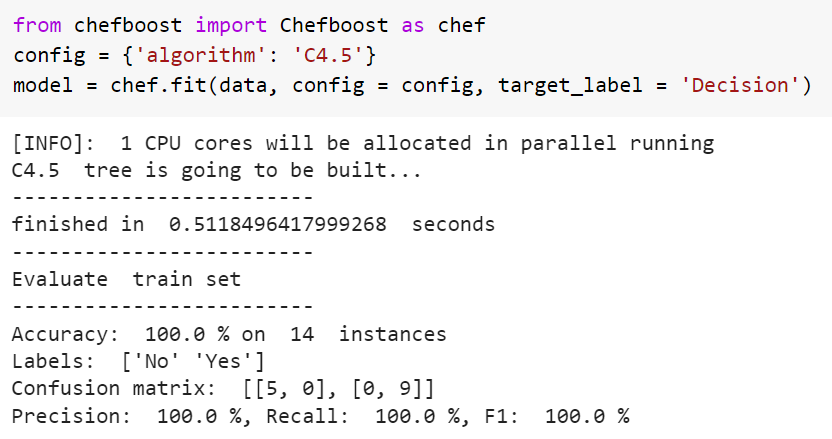 from chefboost import Chefboost as chef
config = {'algorithm': 'C4.5'}
model = chef.fit(data, config = config, target_label = 'Decision')
[INFO]:  1 CPU cores will be allocated in parallel running
C4.5  tree is going to be built...
-------------------------
finished in  0.5118496417999268  seconds
-------------------------
Evaluate  train set
-------------------------
Accuracy:  100.0 % on  14  instances
Labels:  ['No' 'Yes']
Confusion matrix:  [[5, 0], [0, 9]]
Precision:  100.0 %, Recall:  100.0 %, F1:  100.0 %